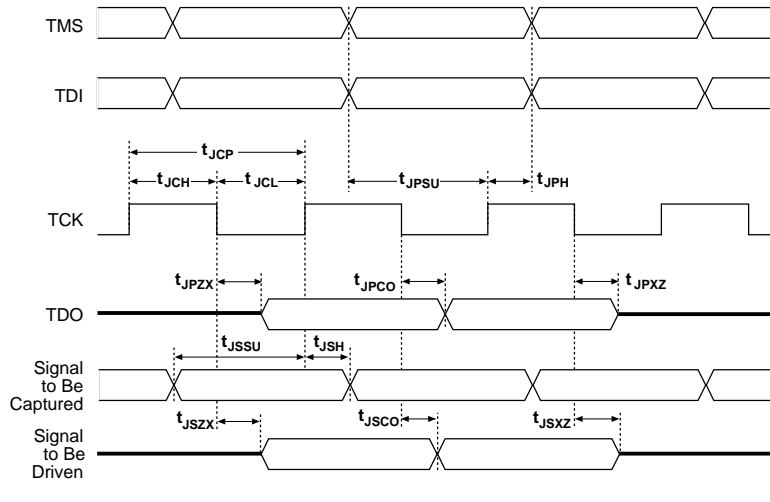 TMS
TDI
tJCP
tJCH
tJCL
tJPSU
tJPH
TCK
tJPZX
tJPCO
tJPXZ
TDO
tJSSU
tJSH
Signal
to Be
Captured
tJSZX
tJSCO
tJSXZ
Signal
to Be
Driven